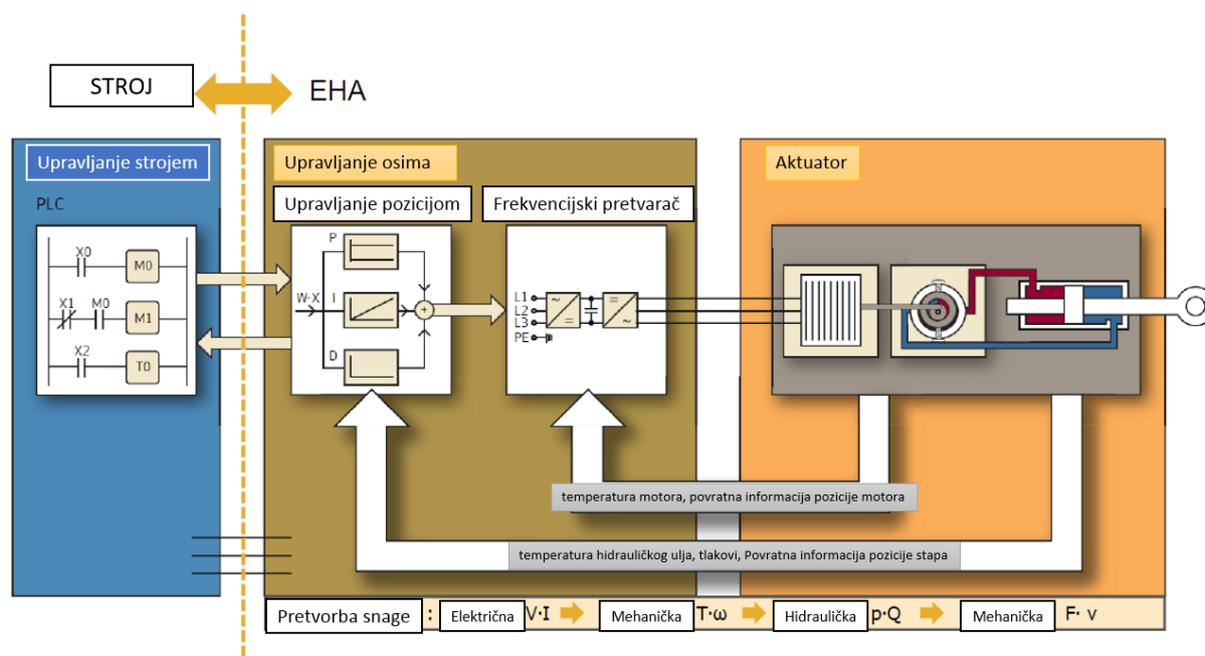 STROJ
EHA
Upravljanje strojem
Upravljanje osima
Aktuator
PLC
Upravljanje pozicijom
Frekvencijski pretvarač
X0
M0
X1
M0
M1
X2
T0
W-X
P
I
D
+
L1
L2
L3
PE
~
=
=
~
temperatura motora, povratna informacija pozicije motora
temperatura hidrauličkog ulja, tlakovi, Povratna informacija pozicije stapa
Pretvorba snage : Električna V·I Mehanička T·ω Hidraulička p·Q Mehanička F· v